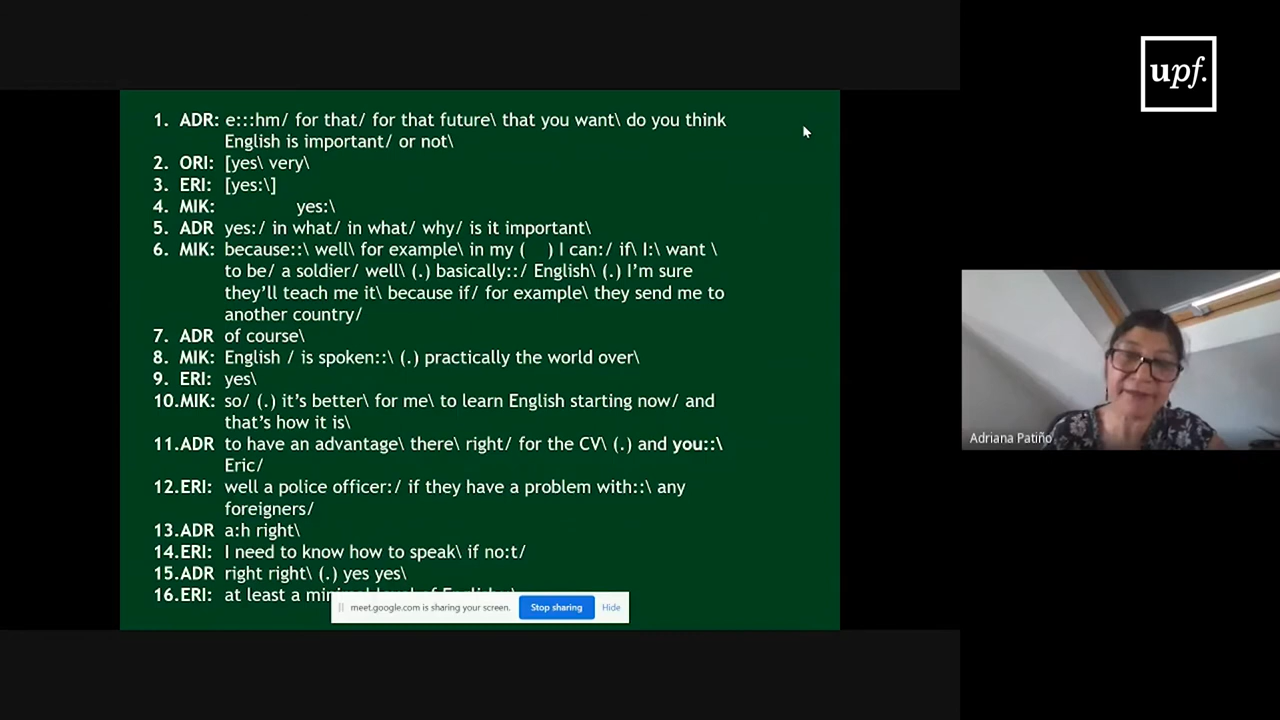 upf.
1. ADR: e:::hm/ for that/ for that future\ that you want\ do you think
English is important/ or not\
2. ORI: [yes\ very\
3. ERI: [yes:\]
4. MIK: yes:\
5. ADR yes:/ in what/ in what/ why/ is it important\
6. MIK: because::\ well\ for example\ in my ( ) I can:/ if\ I:\ want \
to be/ a soldier/ well\ (.) basically::/ English\ (.) I'm sure
they'll teach me it\ because if/ for example\ they send me to
another country/
7. ADR of course\
8. MIK: English / is spoken::\ (.) practically the world over\
9. ERI: yes\
10.MIK: so/ (.) it's better\ for me\ to learn English starting now/ and
that's how it is\
11.ADR to have an advantage\ there\ right/ for the CV\ (.) and you::\
Eric/
12.ERI: well a police officer:/ if they have a problem with::\ any
foreigners/
13.ADR a:h right\
14.ERI: I need to know how to speak\ if no:t/
15.ADR right right\ (.) yes yes\
16.ERI: at least a
meet.google.com is sharing your screen. Stop sharing Hide
Adriana Patiño